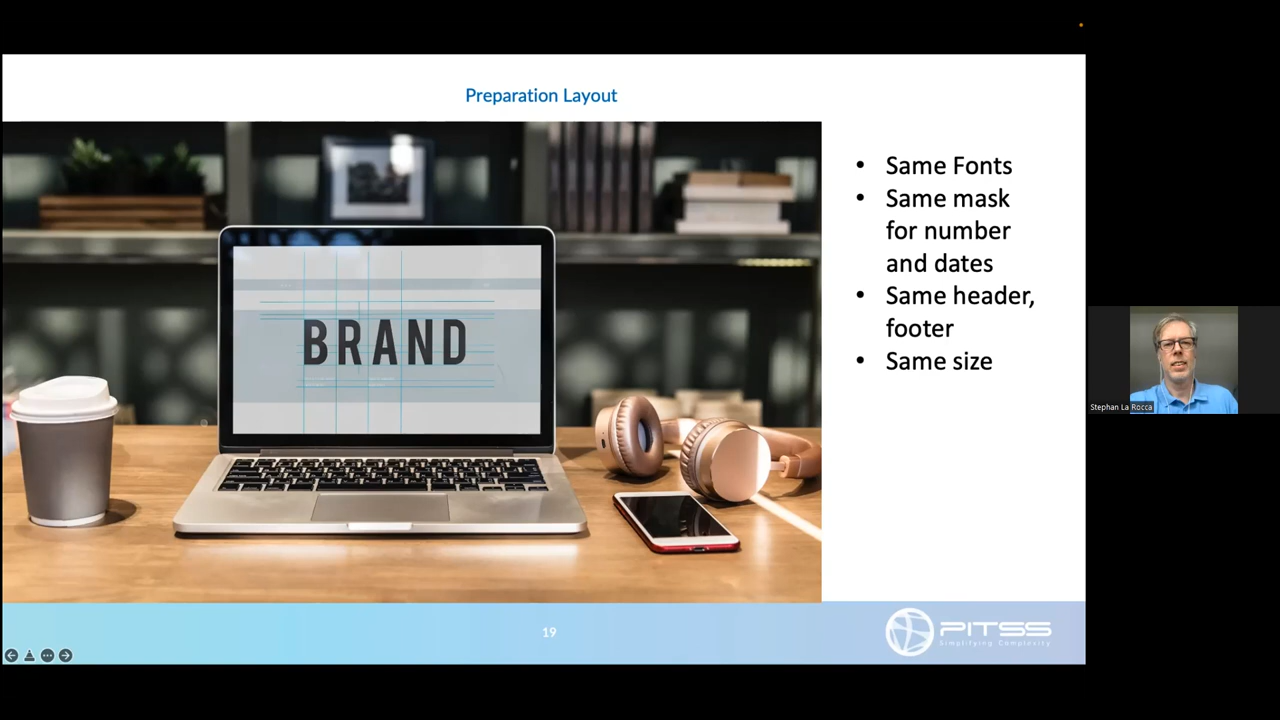 Preparation Layout
BRAND
• Same Fonts
• Same mask
for number
and dates
• Same header,
footer
• Same size
Stephan La Rocca
19
PITSS
Simplifying Complexity